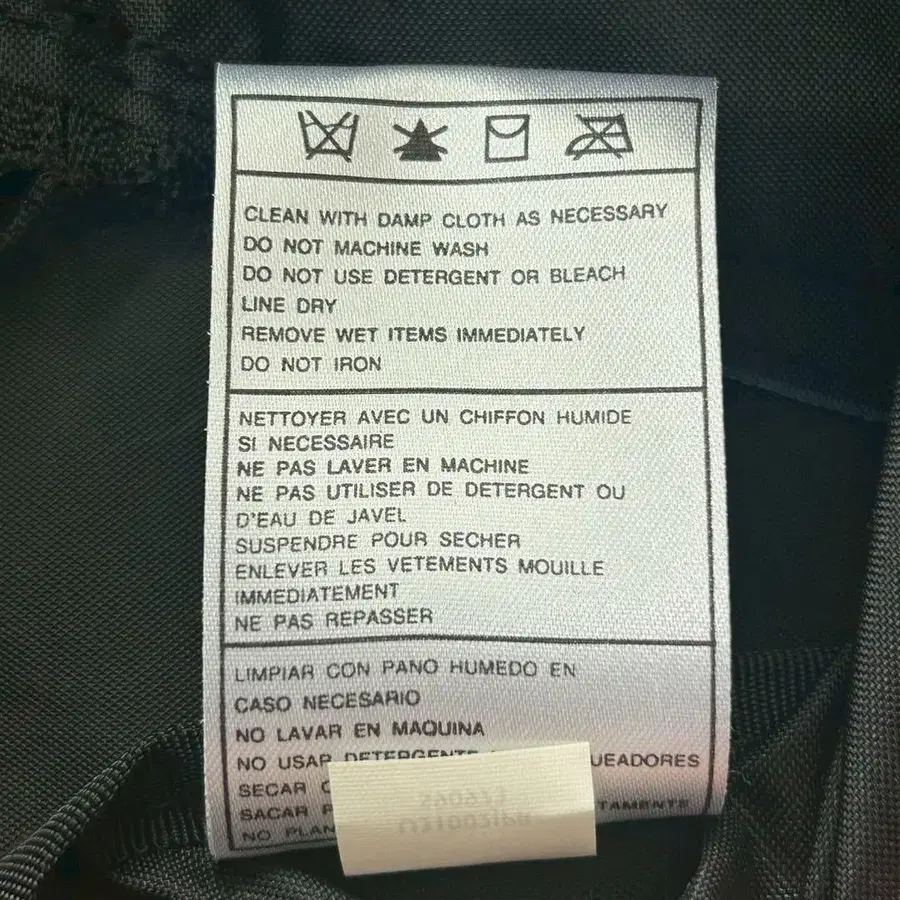 CLEAN WITH DAMP CLOTH AS NECESSARY
DO NOT MACHINE WASH
DO NOT USE DETERGENT OR BLEACH
LINE DRY
REMOVE WET ITEMS IMMEDIATELY
DO NOT IRON
NETTOYER AVEC UN CHIFFON HUMIDE
SI NECESSAIRE
NE PAS LAVER EN MACHINE
NE PAS UTILISER DE DETERGENT OU
D'EAU DE JAVEL
SUSPENDRE POUR SECHER
ENLEVER LES VETEMENTS MOUILLE
IMMEDIATEMENT
NE PAS REPASSER
LIMPIAR CON PANO HUMEDO EN
CASO NECESARIO
NO LAVAR EN MAQUINA
NO USAR DETERGENTE
SECAR
SACAR
NO